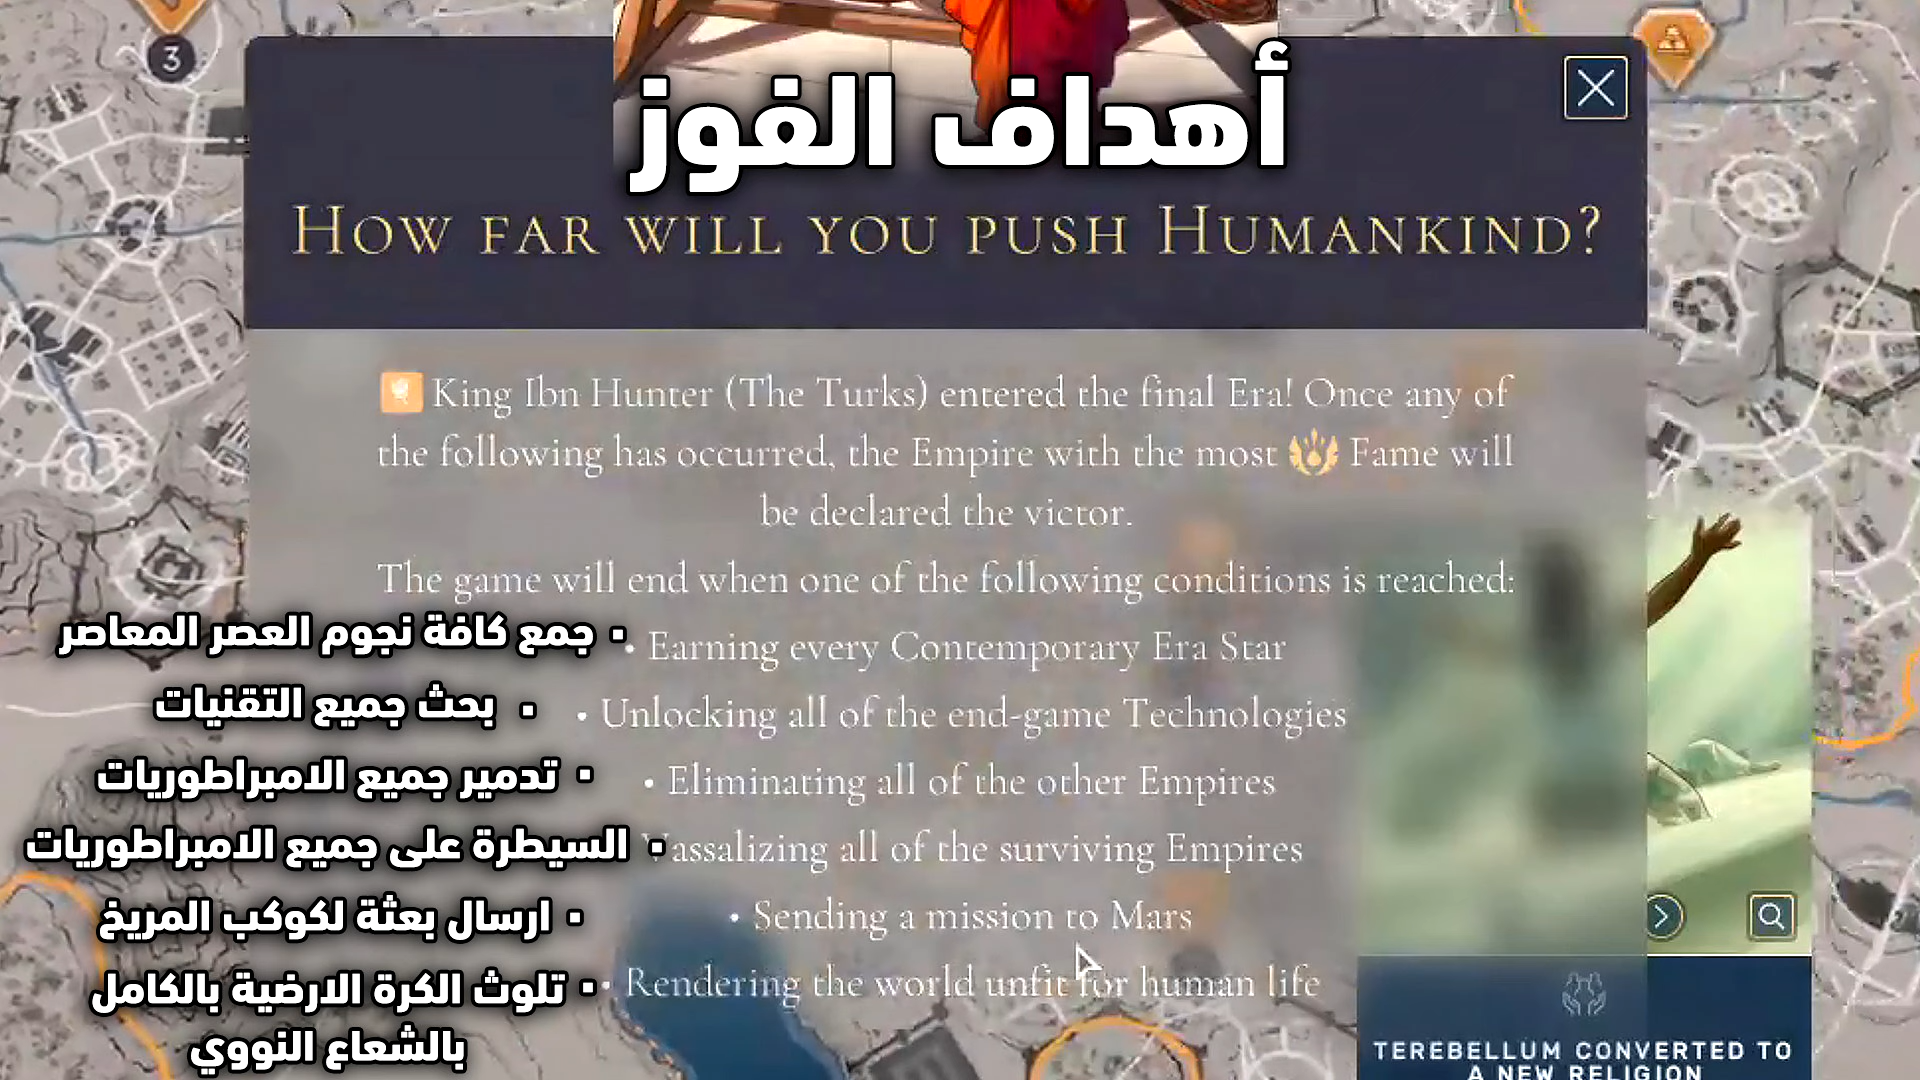 3
أهداف الفوز
How far will you push Humankind?
King Ibn Hunter (The Turks) entered the final Era! Once any of
the following has occurred, the Empire with the most Fame will
be declared the victor.
The game will end when one of the following conditions is reached:
• Earning every Contemporary Era Star
• Unlocking all of the end-game Technologies
• Eliminating all of the other Empires
Vassalizing all of the surviving Empires
• Sending a mission to Mars
• Rendering the world unfit for human life
• جمع كافة نجوم العصر المعاصر
• بحث جميع التقنيات
• تدمير جميع الامبراطوريات
• السيطرة على جميع الامبراطوريات
• ارسال بعثة لكوكب المريخ
• تلوث الكرة الارضية بالكامل
بالشعاع النووي
TEREBELLUM CONVERTED TO
A NEW RELIGION